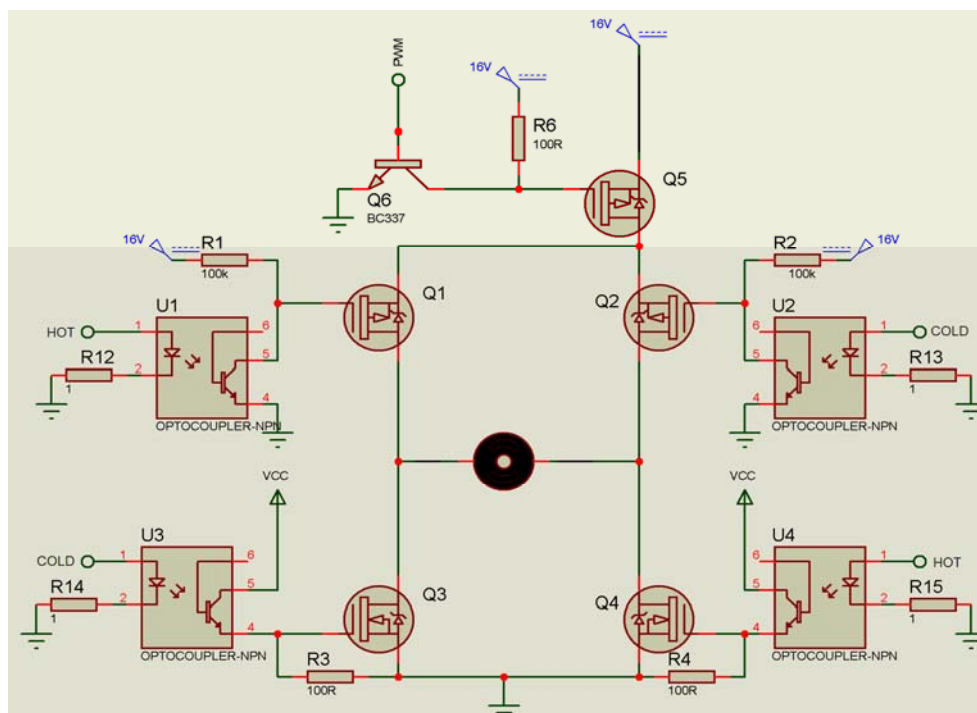 16V
PWM
16V
R6
100R
Q5
Q6
BC337
16V
R1
100k
R2
100k
16V
Q1
Q2
U1
U2
HOT
1
6
5
2
4
R12
1
OPTOCOUPLER-NPN
6
1
COLD
5
2
4
R13
1
OPTOCOUPLER-NPN
VCC
VCC
U3
U4
COLD
1
6
5
2
4
R14
1
OPTOCOUPLER-NPN
Q3
Q4
6
1
HOT
5
2
4
R15
1
OPTOCOUPLER-NPN
R3
100R
R4
100R